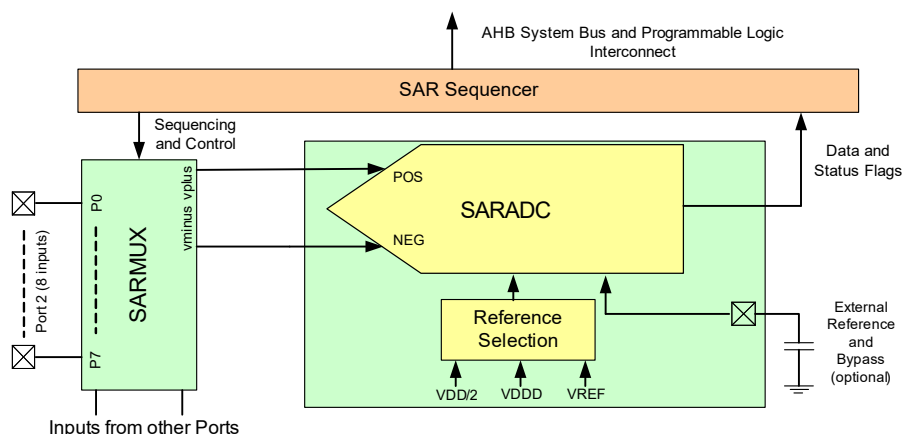 AHB System Bus and Programmable Logic
Interconnect
SAR Sequencer
Sequencing
and Control
Data and
Status Flags
vminus vplus
POS
SARADC
NEG
P0
Port 2 (8 inputs)
SARMUX
P7
Reference
Selection
External
Reference
and
Bypass
(optional)
VDD/2
VDDD
VREF
Inputs from other Ports